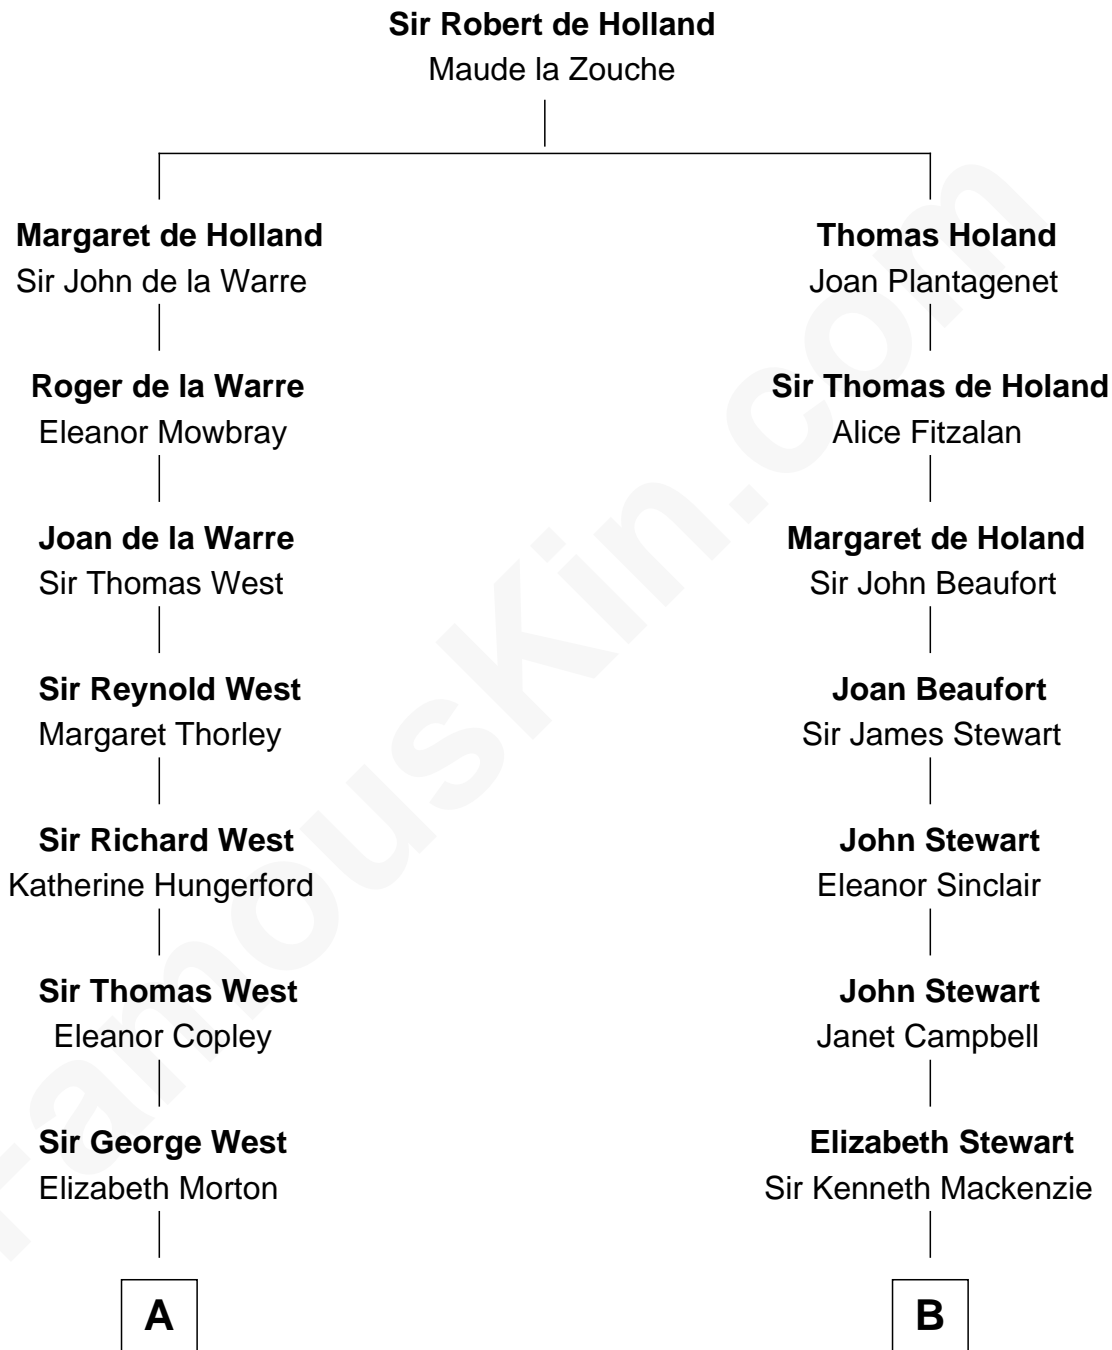 Sir Robert de Holland
Maude la Zouche
Margaret de Holland
Sir John de la Warre
Thomas Holand
Joan Plantagenet
Roger de la Warre
Eleanor Mowbray
Sir Thomas de Holand
Alice Fitzalan
Joan de la Warre
Sir Thomas West
Margaret de Holand
Sir John Beaufort
Sir Reynold West
Margaret Thorley
Joan Beaufort
Sir James Stewart
Sir Richard West
Katherine Hungerford
John Stewart
Eleanor Sinclair
Sir Thomas West
Eleanor Copley
John Stewart
Janet Campbell
Sir George West
Elizabeth Morton
Elizabeth Stewart
Sir Kenneth Mackenzie
A
B
FamousKin.com